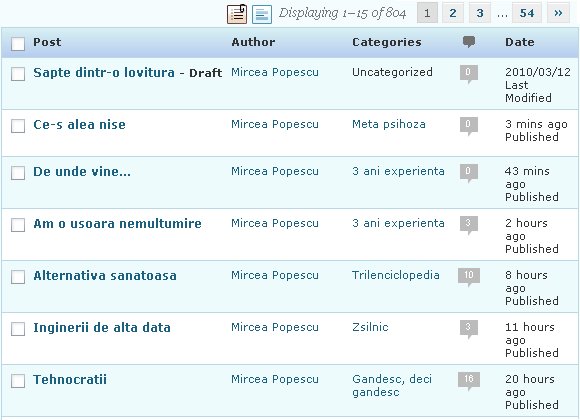 Displaying 1–15 of 804 1 2 3 ... 54 »
Post Author Categories Date
Sapte dintr-o lovitura – Draft Mircea Popescu Uncategorized 0 2010/03/12
Last
Modified
Ce-s alea nise Mircea Popescu Meta psihoza 0 3 mins ago
Published
De unde vine... Mircea Popescu 3 ani experienta 0 43 mins
ago
Published
Am o usoara nemultumire Mircea Popescu 3 ani experienta 3 2 hours
ago
Published
Alternativa sanatoasa Mircea Popescu Trilenciclopedia 10 8 hours
ago
Published
Inginerii de alta data Mircea Popescu Zsilnic 3 11 hours
ago
Published
Tehnocratii Mircea Popescu Gandesc, deci 16 20 hours
gandesc ago
Published